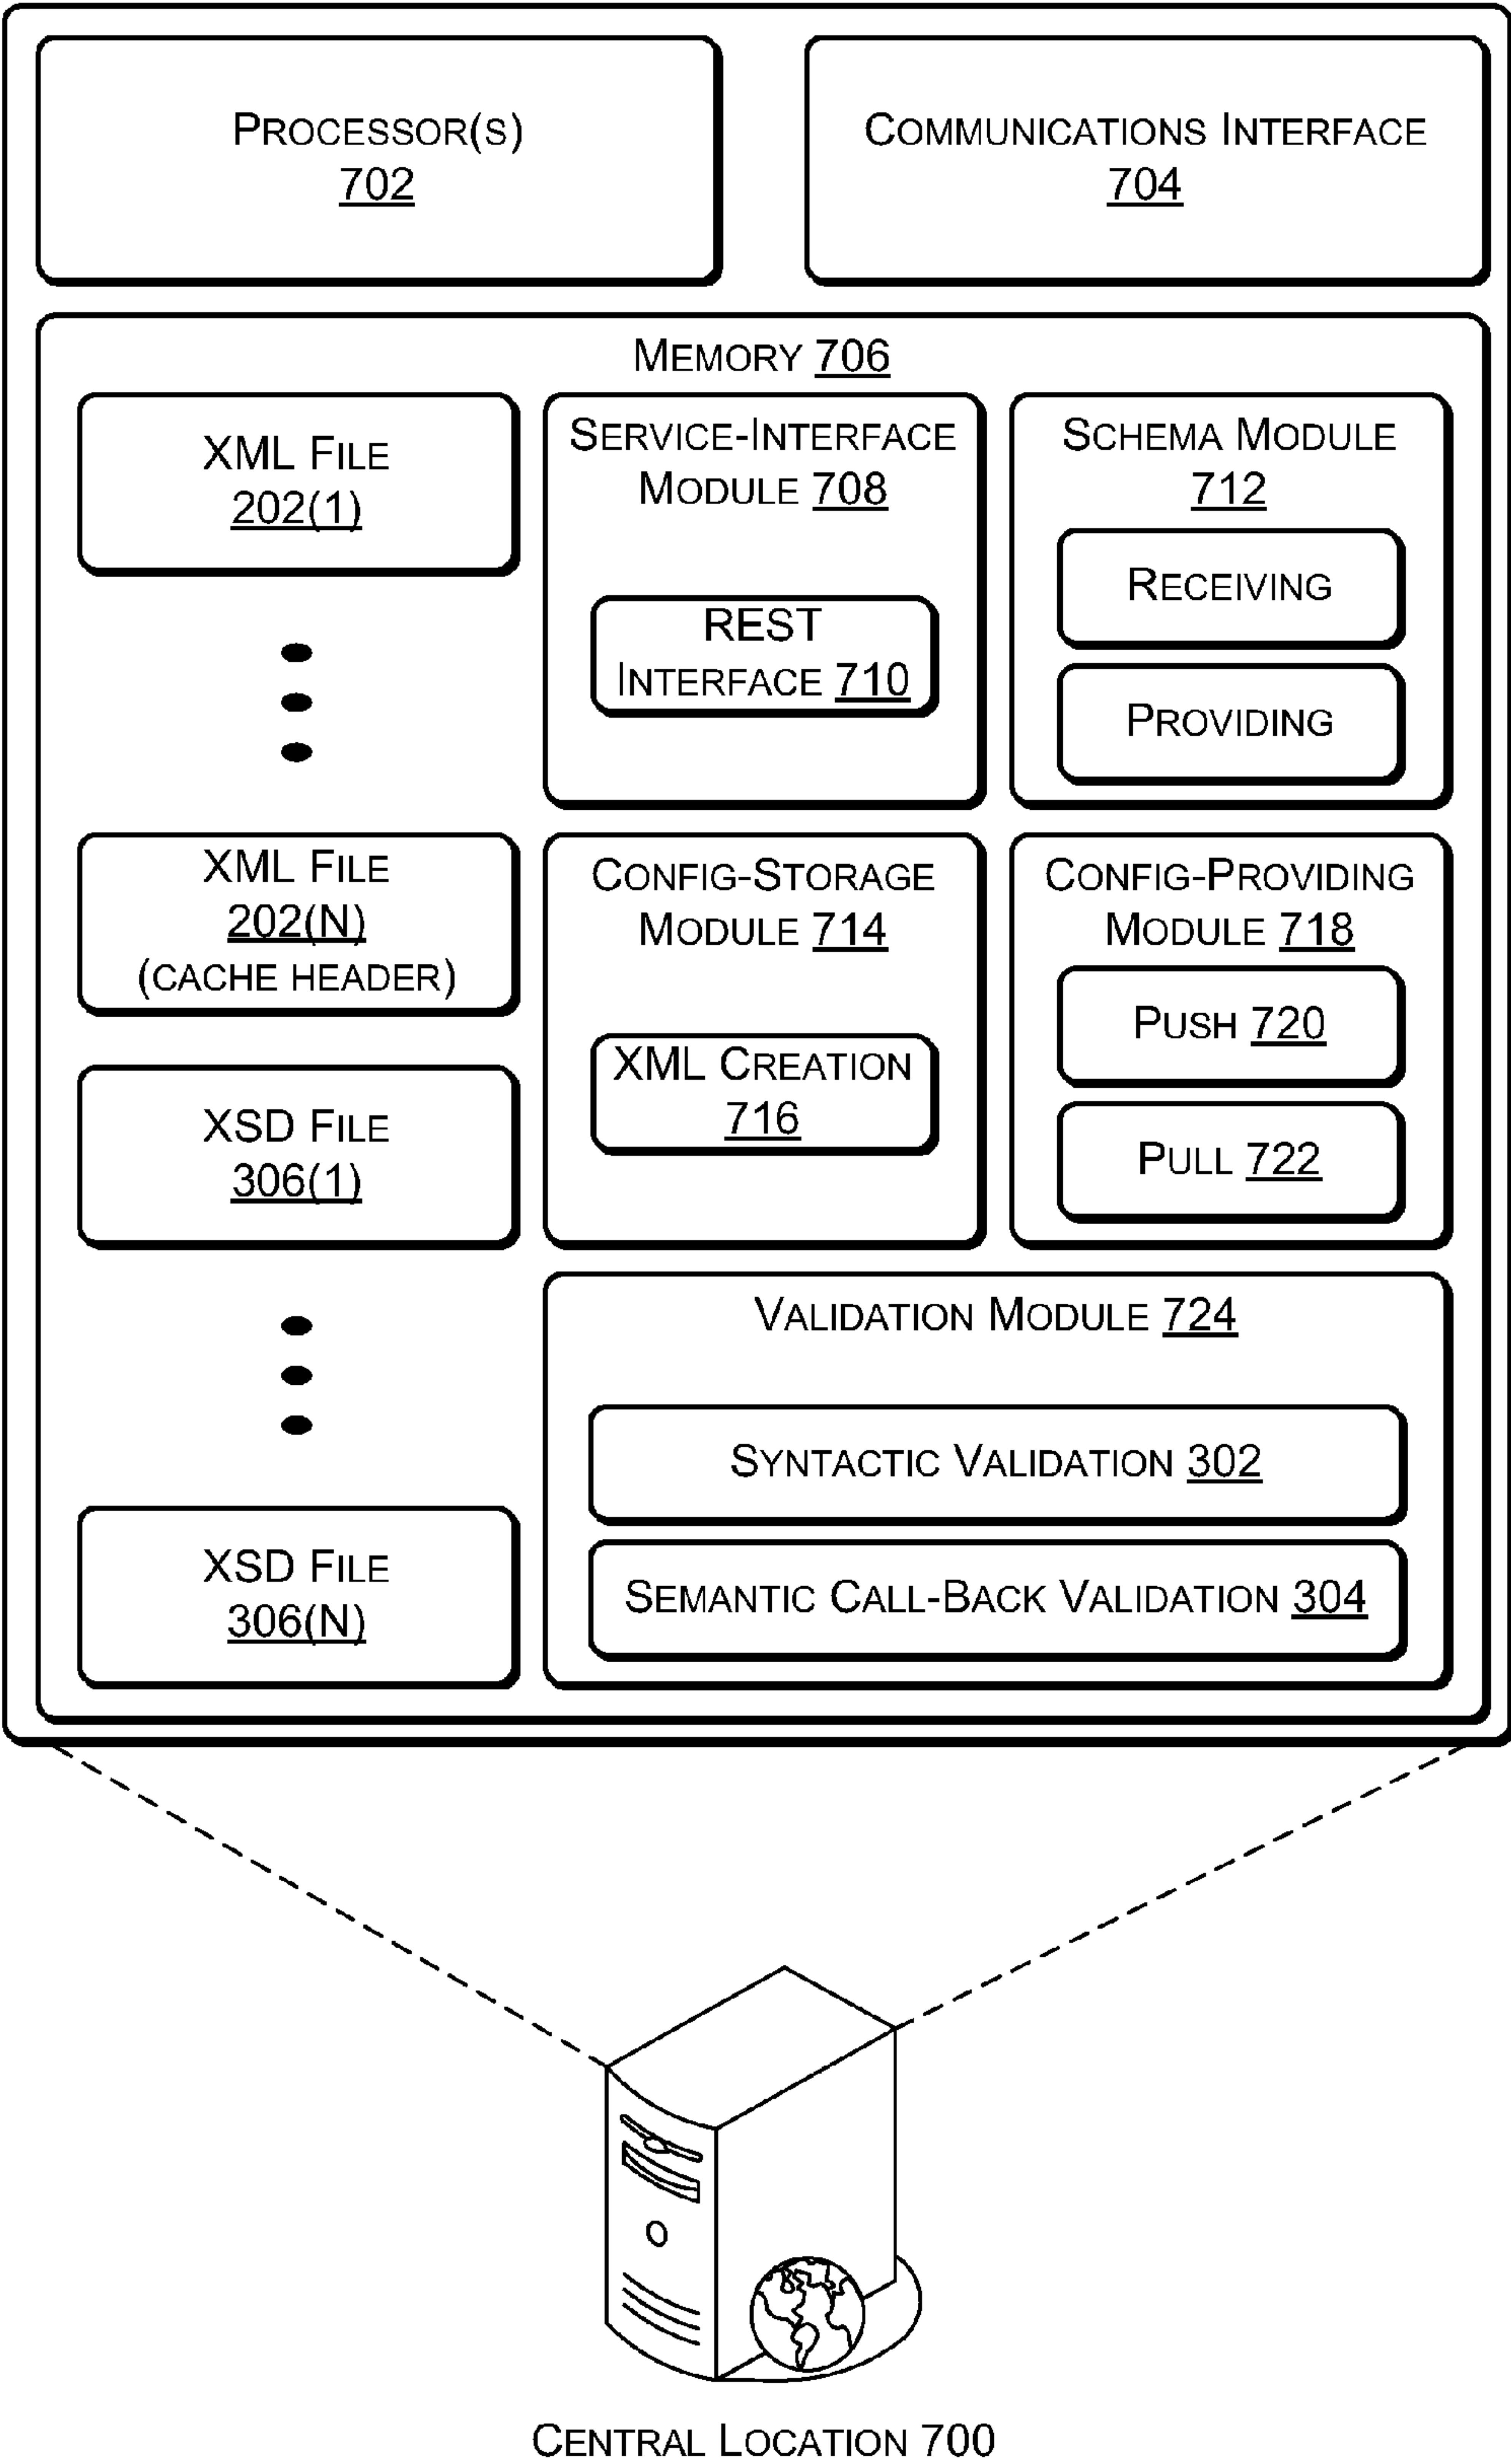 PROCESSOR(S)
702
COMMUNICATIONS INTERFACE
704
MEMORY 706
XML FILE
202(1)
SERVICE-INTERFACE
MODULE 708
REST
INTERFACE 710
SCHEMA MODULE
712
RECEIVING
PROVIDING
XML FILE
202(N)
(CACHE HEADER)
CONFIG-STORAGE
MODULE 714
XML CREATION
716
CONFIG-PROVIDING
MODULE 718
PUSH 720
PULL 722
XSD FILE
306(1)
XSD FILE
306(N)
VALIDATION MODULE 724
SYNTACTIC VALIDATION 302
SEMANTIC CALL-BACK VALIDATION 304
CENTRAL LOCATION 700